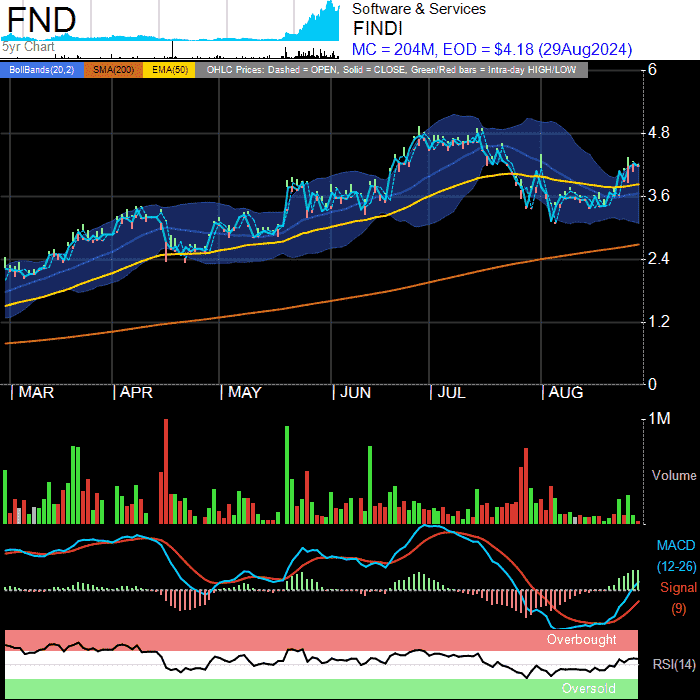 FND
5yr Chart
Software & Services
FINDI
MC = 204M, EOD = $4.18 (29Aug2024)
BollBands(20,2) SMA(200) EMA(50) OHLC Prices: Dashed = OPEN, Solid = CLOSE, Green/Red bars = Intra-day HIGH/LOW
6
4.8
3.6
2.4
1.2
0
MAR APR MAY JUN JUL AUG
1M
Volume
MACD
(12-26)
Signal
(9)
Overbought
RSI(14)
Oversold